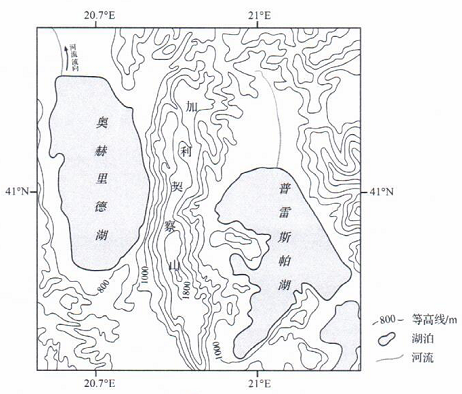 20.7°E
21°E
河流流向
奥赫里德湖
加利契察山
普雷斯帕湖
41°N
41°N
800
1000
1800
1000
800 等高线/m
湖泊
河流
20.7°E
21°E